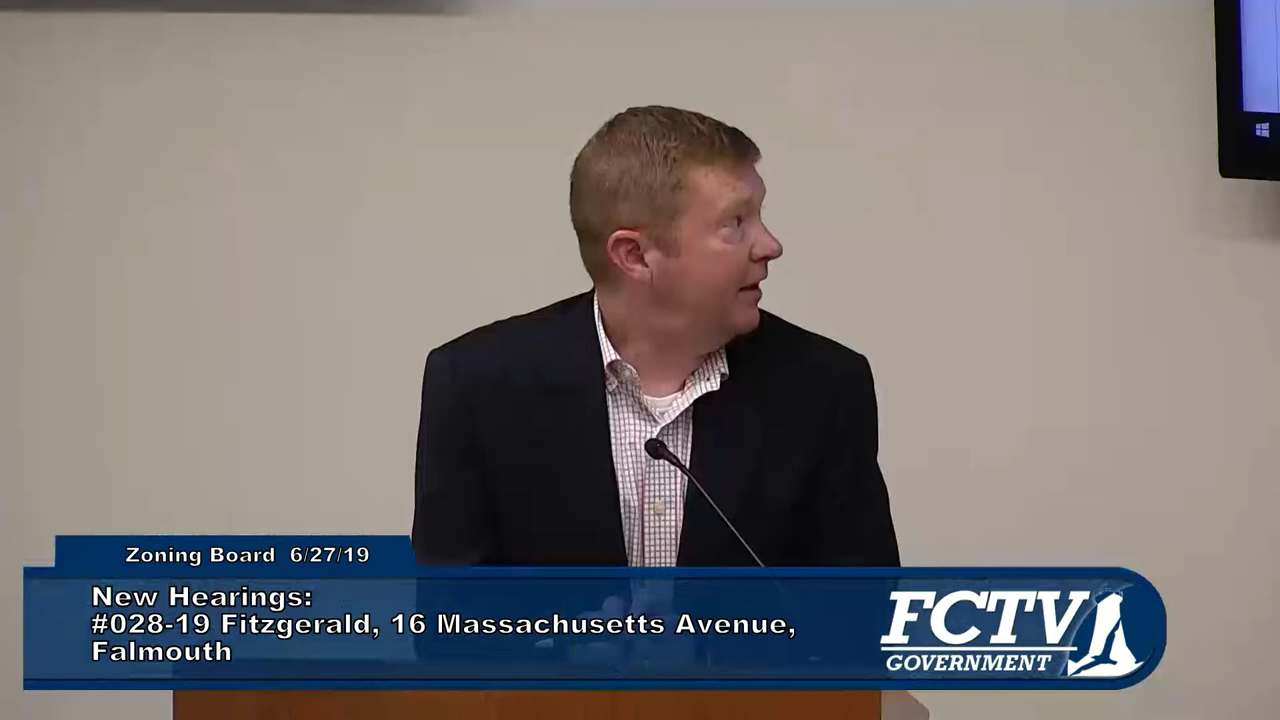 Zoning Board 6/27/19
New Hearings:
#028-19 Fitzgerald, 16 Massachusetts Avenue,
Falmouth
FCTV
GOVERNMENT